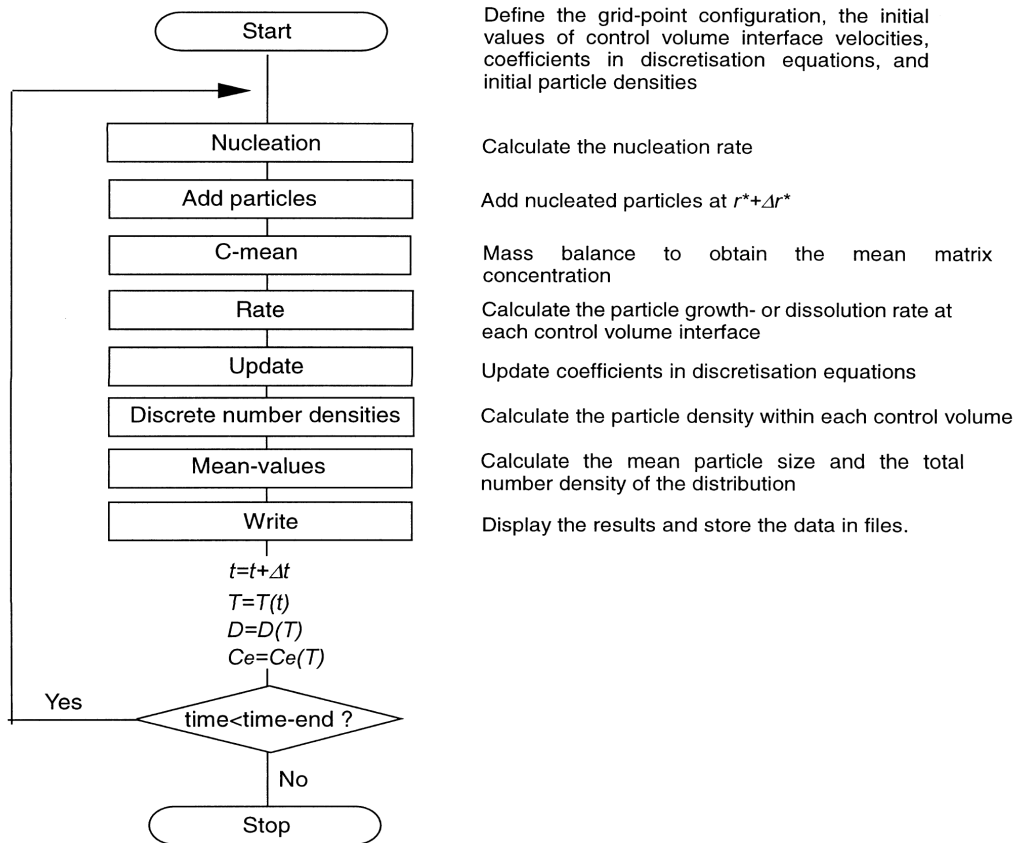 Start
Define the grid-point configuration, the initial
values of control volume interface velocities,
coefficients in discretisation equations, and
initial particle densities
Nucleation
Calculate the nucleation rate
Add particles
Add nucleated particles at r*+Δr*
C-mean
Mass balance to obtain the mean matrix
concentration
Rate
Calculate the particle growth- or dissolution rate at
each control volume interface
Update
Update coefficients in discretisation equations
Discrete number densities
Calculate the particle density within each control volume
Mean-values
Calculate the mean particle size and the total
number density of the distribution
Write
Display the results and store the data in files.
t=t+Δt
T=T(t)
D=D(T)
Ce=Ce(T)
Yes
time<time-end ?
No
Stop